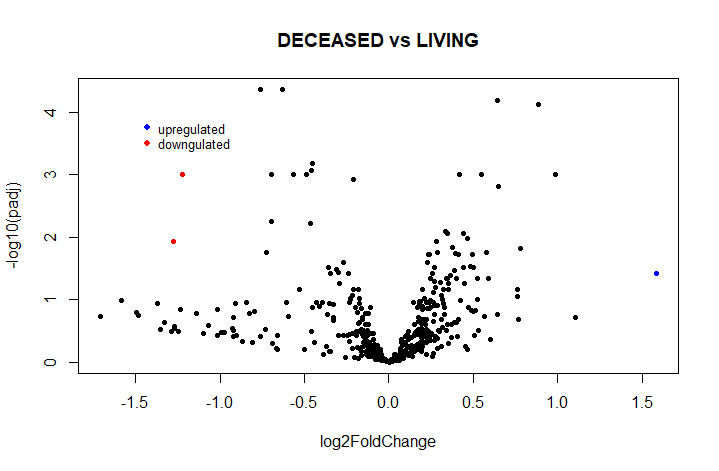 DECEASED vs LIVING
-log10(padj)
4
3
2
1
0
upregulated
downgulated
-1.5 -1.0 -0.5 0.0 0.5 1.0 1.5
log2FoldChange